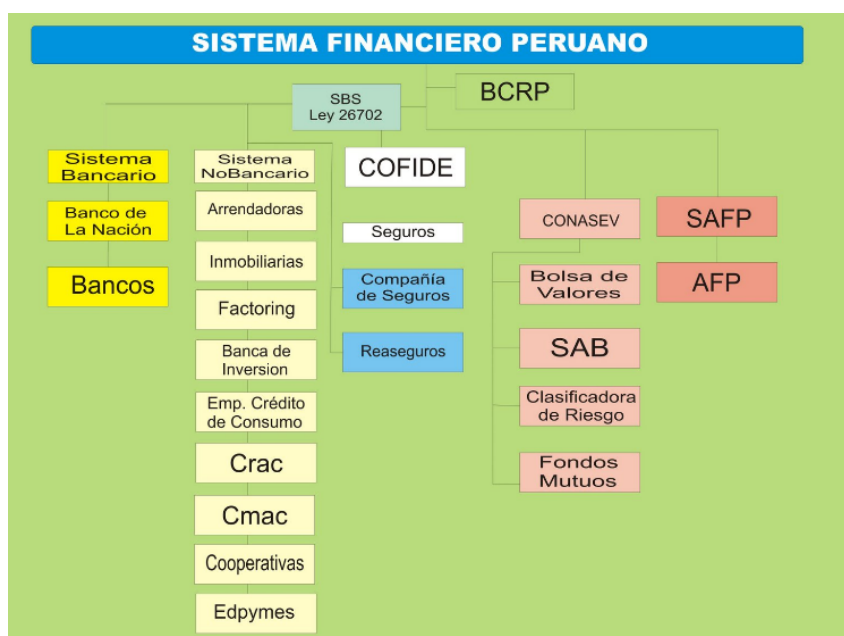 SISTEMA FINANCIERO PERUANO
BCRP
SBS
Ley 26702
Sistema
Bancario
Banco de
La Nación
Bancos
Sistema
NoBancario
Arrendadoras
Inmobiliarias
Factoring
Banca de
Inversion
Emp. Crédito
de Consumo
Crac
Cmac
Cooperativas
Edpymes
COFIDE
Seguros
Compañía
de Seguros
Reaseguros
CONASEV
Bolsa de
Valores
SAB
Clasificadora
de Riesgo
Fondos
Mutuos
SAFP
AFP